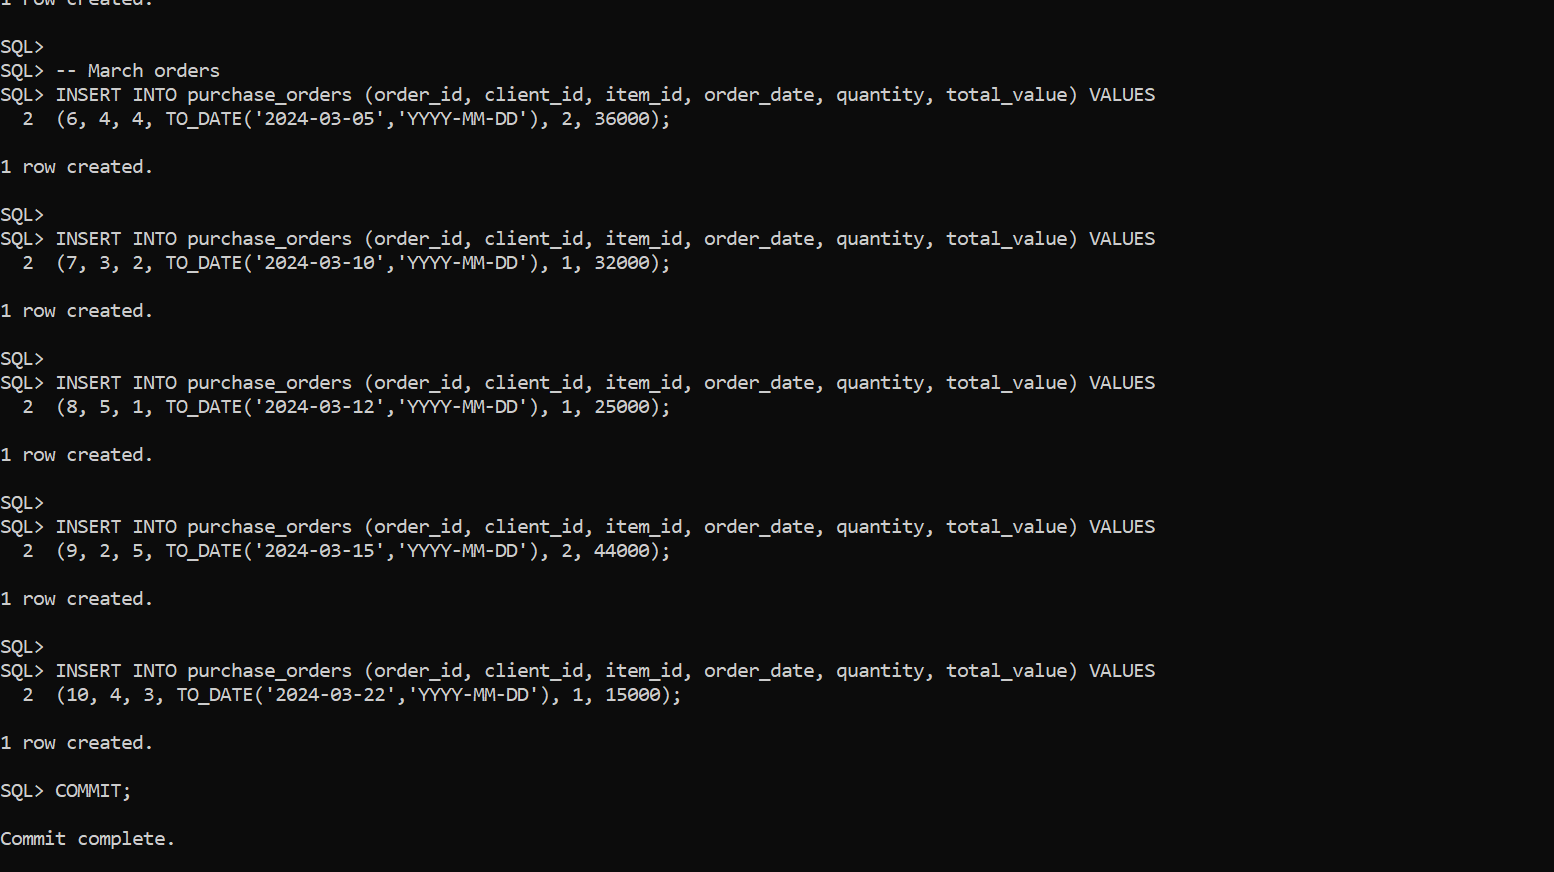 1 row created.
SQL>
SQL> -- March orders
SQL> INSERT INTO purchase_orders (order_id, client_id, item_id, order_date, quantity, total_value) VALUES
2 (6, 4, 4, TO_DATE('2024-03-05','YYYY-MM-DD'), 2, 36000);
1 row created.
SQL>
SQL> INSERT INTO purchase_orders (order_id, client_id, item_id, order_date, quantity, total_value) VALUES
2 (7, 3, 2, TO_DATE('2024-03-10','YYYY-MM-DD'), 1, 32000);
1 row created.
SQL>
SQL> INSERT INTO purchase_orders (order_id, client_id, item_id, order_date, quantity, total_value) VALUES
2 (8, 5, 1, TO_DATE('2024-03-12','YYYY-MM-DD'), 1, 25000);
1 row created.
SQL>
SQL> INSERT INTO purchase_orders (order_id, client_id, item_id, order_date, quantity, total_value) VALUES
2 (9, 2, 5, TO_DATE('2024-03-15','YYYY-MM-DD'), 2, 44000);
1 row created.
SQL>
SQL> INSERT INTO purchase_orders (order_id, client_id, item_id, order_date, quantity, total_value) VALUES
2 (10, 4, 3, TO_DATE('2024-03-22','YYYY-MM-DD'), 1, 15000);
1 row created.
SQL> COMMIT;
Commit complete.